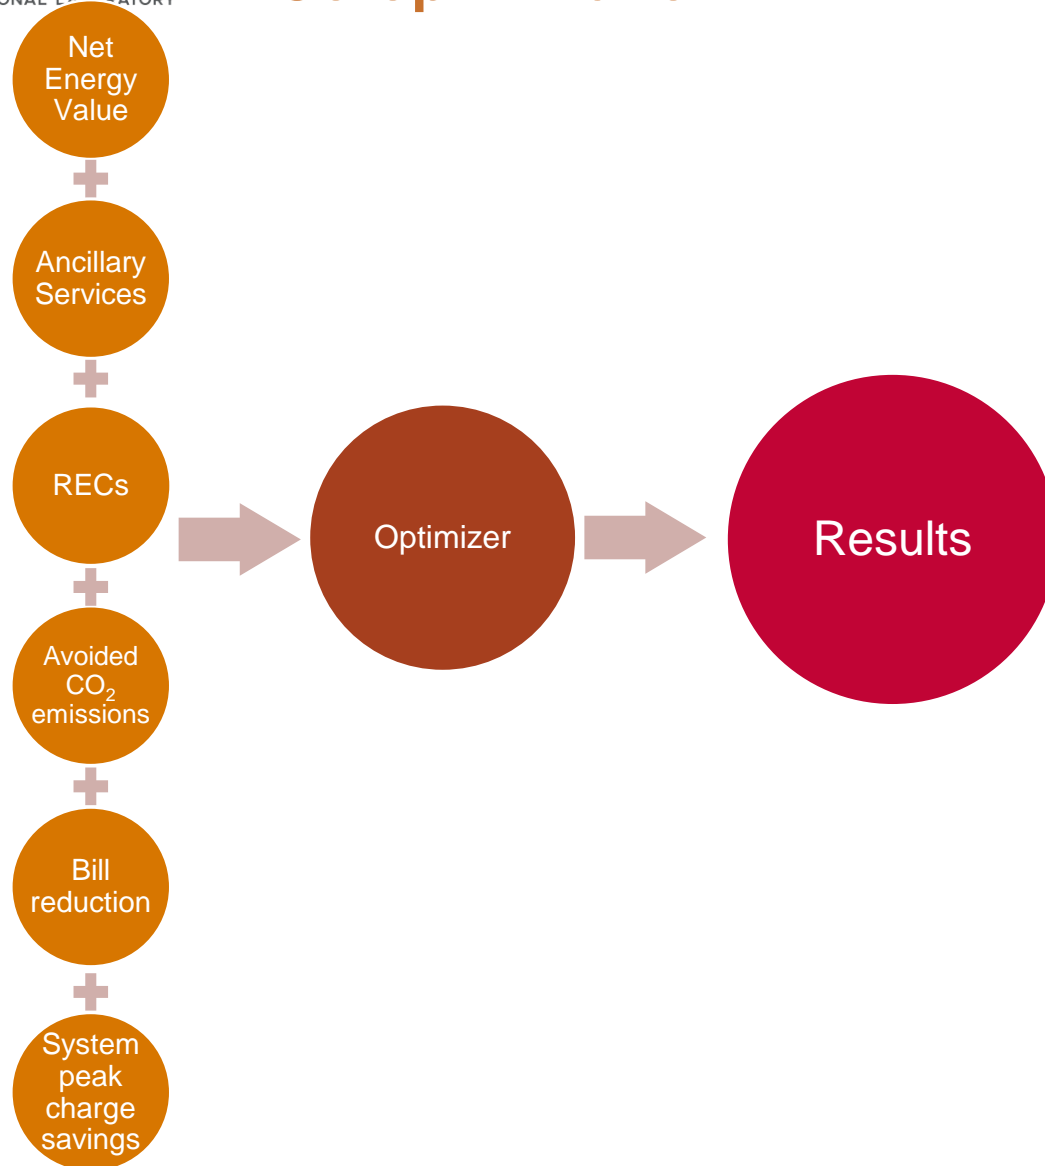 Net
Energy
Value
Ancillary
Services
RECs
Avoided
CO₂
emissions
Bill
reduction
System
peak
charge
savings
Optimizer
Results